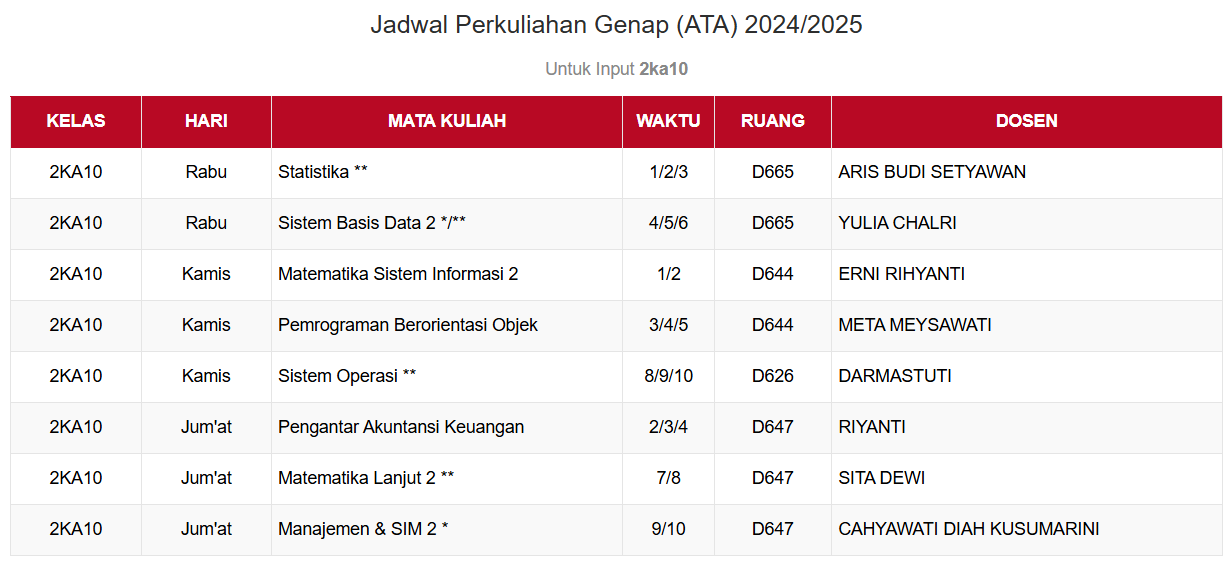 Jadwal Perkuliahan Genap (ATA) 2024/2025
Untuk Input 2ka10
KELAS HARI MATA KULIAH WAKTU RUANG DOSEN
2KA10 Rabu Statistika ** 1/2/3 D665 ARIS BUDI SETYAWAN
2KA10 Rabu Sistem Basis Data 2 */** 4/5/6 D665 YULIA CHALRI
2KA10 Kamis Matematika Sistem Informasi 2 1/2 D644 ERNI RIHYANTI
2KA10 Kamis Pemrograman Berorientasi Objek 3/4/5 D644 META MEYSAWATI
2KA10 Kamis Sistem Operasi ** 8/9/10 D626 DARMASTUTI
2KA10 Jum'at Pengantar Akuntansi Keuangan 2/3/4 D647 RIYANTI
2KA10 Jum'at Matematika Lanjut 2 ** 7/8 D647 SITA DEWI
2KA10 Jum'at Manajemen & SIM 2 * 9/10 D647 CAHYAWATI DIAH KUSUMARINI